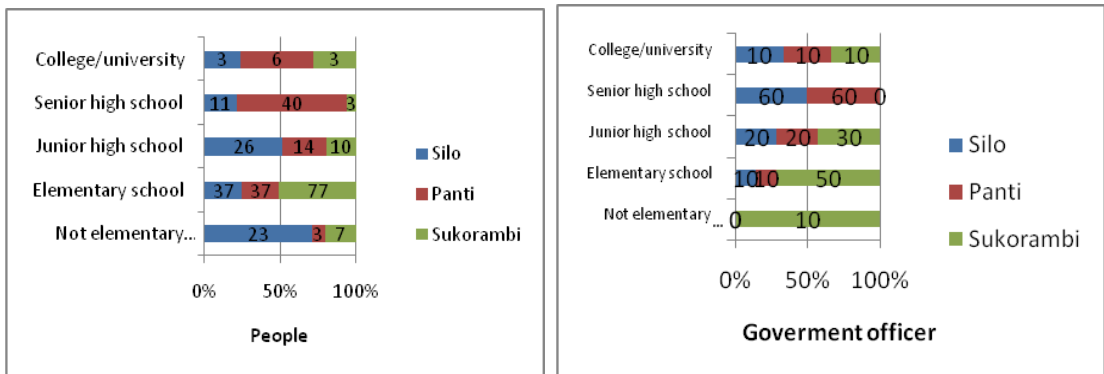 College/university 3 6 3
Senior high school 11 40 3
Junior high school 26 14 10
Elementary school 37 37 77
Not elementary... 23 3 7
0% 50% 100%
People
Silo
Panti
Sukorambi
College/university 10 10 10
Senior high school 60 60 0
Junior high school 20 20 30
Elementary school 10 10 50
Not elementary ... 0 10
0% 50% 100%
Goverment officer
Silo
Panti
Sukorambi